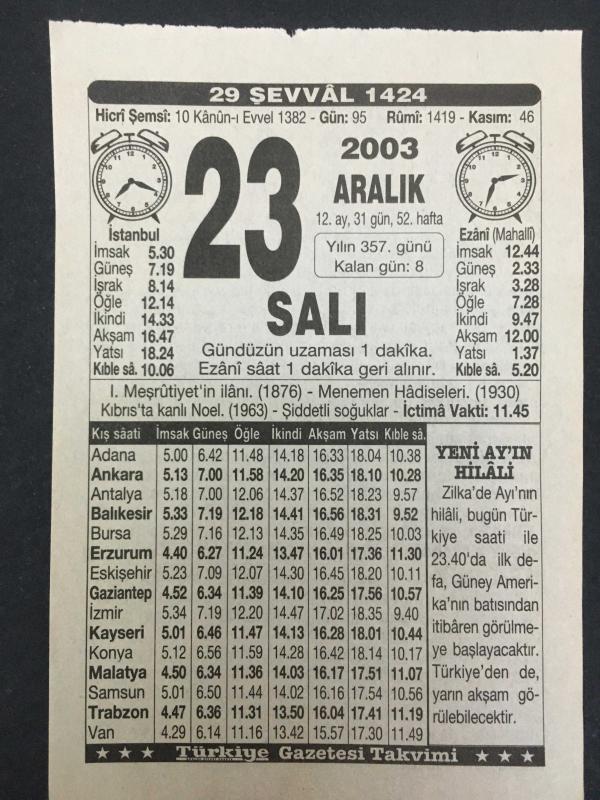 29 ŞEVVÂL 1424
Hicrî Şemsî: 10 Kânûn-ı Evvel 1382 - Gün: 95 Rûmî: 1419 - Kasım: 46
23
2003
ARALIK
12. ay, 31 gün, 52. hafta
Yılın 357. günü
Kalan gün: 8
SALI
Gündüzün uzaması 1 dakîka.
Ezânî sâat 1 dakîka geri alınır.
İstanbul
İmsak 5.30
Güneş 7.19
İşrak 8.14
Öğle 12.14
İkindi 14.33
Akşam 16.47
Yatsı 18.24
Kıble sâ. 10.06
Ezânî (Mahallî)
İmsak 12.44
Güneş 2.33
İşrak 3.28
Öğle 7.28
İkindi 9.47
Akşam 12.00
Yatsı 1.37
Kıble sâ. 5.20
I. Meşrûtiyet'in ilânı. (1876) - Menemen Hâdiseleri. (1930)
Kıbrıs'ta kanlı Noel. (1963) - Şiddetli soğuklar - İctimâ Vakti: 11.45
Kış sâati İmsak Güneş Öğle İkindi Akşam Yatsı Kıble sâ.
Adana 5.00 6.42 11.48 14.18 16.33 18.04 10.38
Ankara 5.13 7.00 11.58 14.20 16.35 18.10 10.28
Antalya 5.18 7.00 12.06 14.37 16.52 18.23 9.57
Balıkesir 5.33 7.19 12.18 14.41 16.56 18.31 9.52
Bursa 5.29 7.16 12.13 14.35 16.49 18.25 10.03
Erzurum 4.40 6.27 11.24 13.47 16.01 17.36 11.30
Eskişehir 5.23 7.09 12.07 14.30 16.45 18.20 10.11
Gaziantep 4.52 6.34 11.39 14.10 16.25 17.56 10.57
İzmir 5.34 7.19 12.20 14.47 17.02 18.35 9.40
Kayseri 5.01 6.46 11.47 14.13 16.28 18.01 10.44
Konya 5.12 6.56 11.59 14.28 16.42 18.14 10.17
Malatya 4.50 6.34 11.36 14.03 16.17 17.51 11.07
Samsun 5.01 6.50 11.44 14.02 16.16 17.54 10.56
Trabzon 4.47 6.36 11.31 13.50 16.04 17.41 11.19
Van 4.29 6.14 11.16 13.42 15.57 17.30 11.49
YENİ AY'IN
HİLÂLİ
Zilka'de Ayı'nın
hilâli, bugün Tür-
kiye saati ile
23.40'da ilk de-
fa, Güney Ameri-
ka'nın batısından
itibâren görülme-
ye başlayacaktır.
Türkiye'den de,
yarın akşam gö-
rülebilecektir.
Türkiye Gazetesi Takvimi